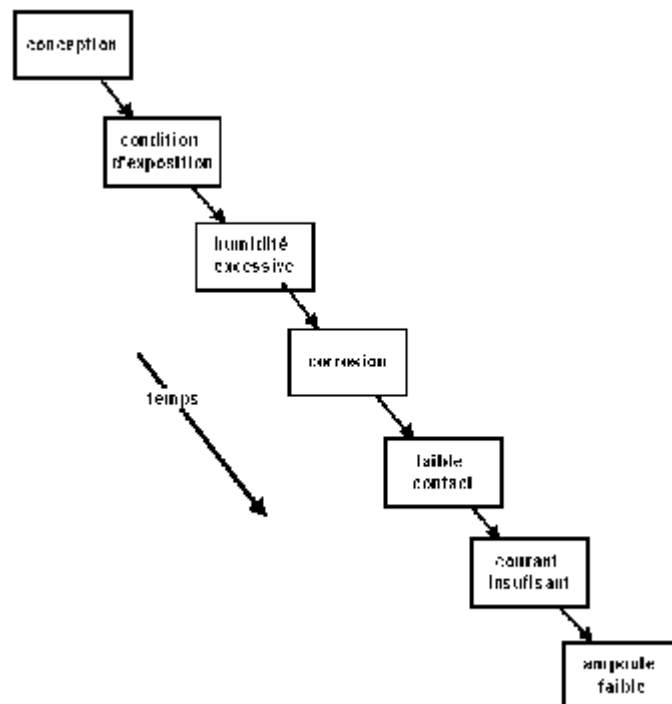 conception
condition
d'exposition
humidité
excessive
corrosion
temps
faible
contact
courant
insufisant
ampoule
faible